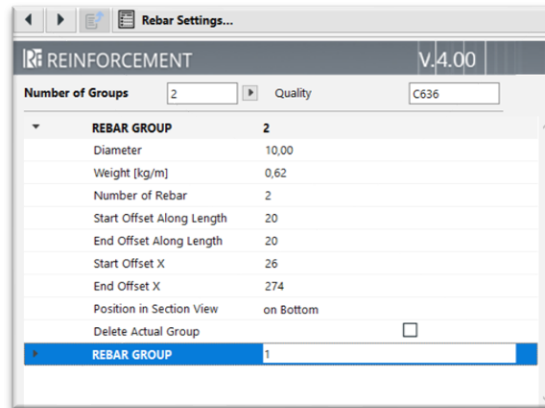 Rebar Settings...
REINFORCEMENT V.4.00
Number of Groups 2 Quality C636
REBAR GROUP 2
Diameter 10,00
Weight [kg/m] 0,62
Number of Rebar 2
Start Offset Along Length 20
End Offset Along Length 20
Start Offset X 26
End Offset X 274
Position in Section View on Bottom
Delete Actual Group
REBAR GROUP 1